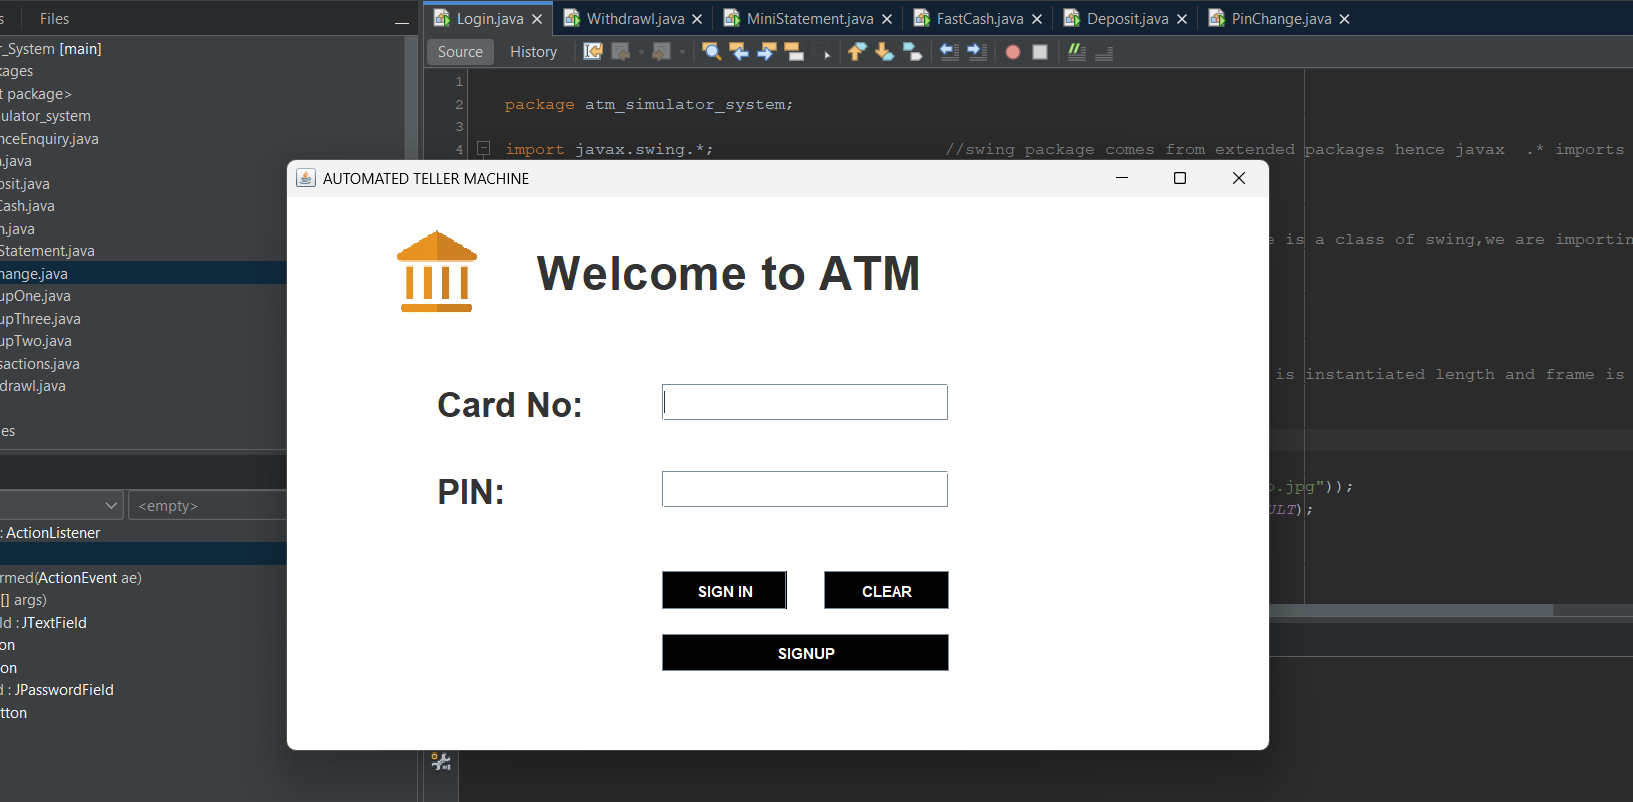 s Files
r_System [main]
kages
t package>
ulator_system
nceEnquiry.java
n.java
osit.java
Cash.java
n.java
Statement.java
hange.java
upOne.java
upThree.java
upTwo.java
sactions.java
drawl.java
es
<empty>
: ActionListener
rmed(ActionEvent ae)
[] args)
ld : JTextField
on
on
d : JPasswordField
tton
Login.java Withdrawl.java MiniStatement.java FastCash.java Deposit.java PinChange.java
Source History
1
2 package atm_simulator_system;
3
4 import javax.swing.*; //swing package comes from extended packages hence javax .* imports
e is a class of swing,we are importin
is instantiated length and frame is
o.jpg"));
ULT);
AUTOMATED TELLER MACHINE
Welcome to ATM
Card No:
PIN:
SIGN IN CLEAR
SIGNUP